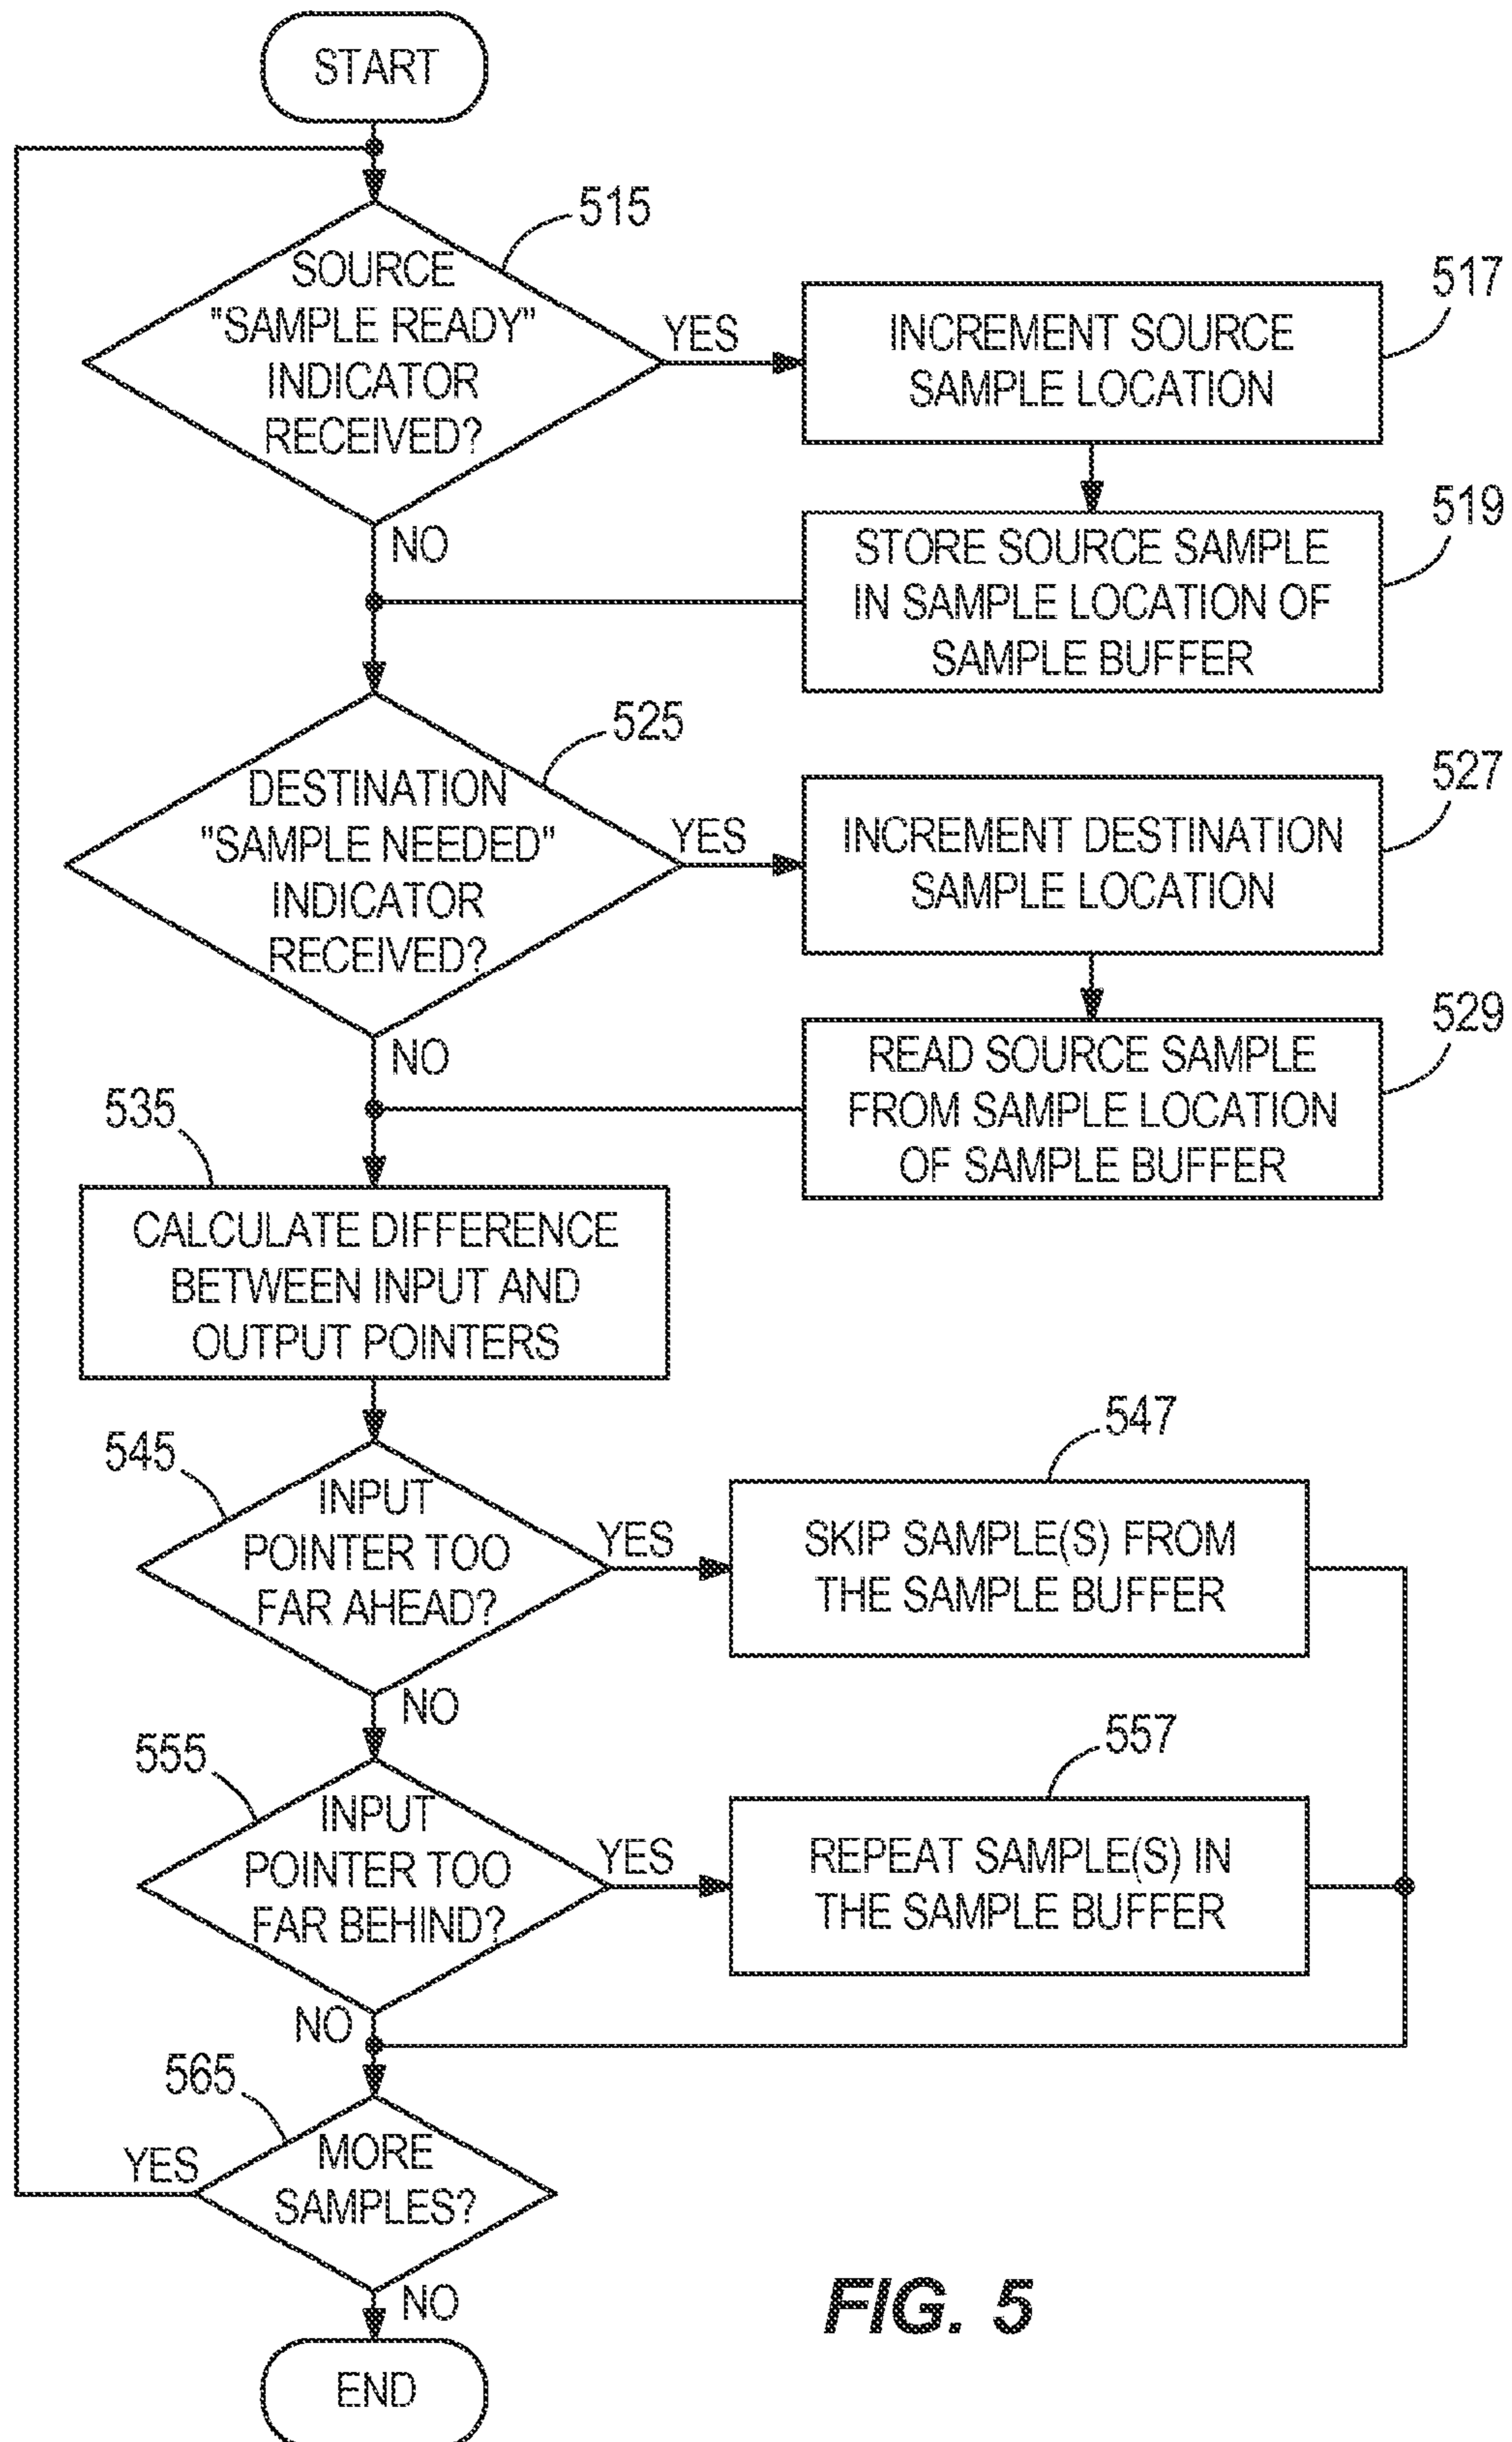 START
515
SOURCE
"SAMPLE READY"
INDICATOR
RECEIVED?
YES
517
INCREMENT SOURCE
SAMPLE LOCATION
NO
519
STORE SOURCE SAMPLE
IN SAMPLE LOCATION OF
SAMPLE BUFFER
525
DESTINATION
"SAMPLE NEEDED"
INDICATOR
RECEIVED?
YES
527
INCREMENT DESTINATION
SAMPLE LOCATION
NO
529
READ SOURCE SAMPLE
FROM SAMPLE LOCATION
OF SAMPLE BUFFER
535
CALCULATE DIFFERENCE
BETWEEN INPUT AND
OUTPUT POINTERS
545
INPUT
POINTER TOO
FAR AHEAD?
YES
547
SKIP SAMPLE(S) FROM
THE SAMPLE BUFFER
NO
555
INPUT
POINTER TOO
FAR BEHIND?
YES
557
REPEAT SAMPLE(S) IN
THE SAMPLE BUFFER
NO
565
MORE
SAMPLES?
YES
NO
END
FIG. 5